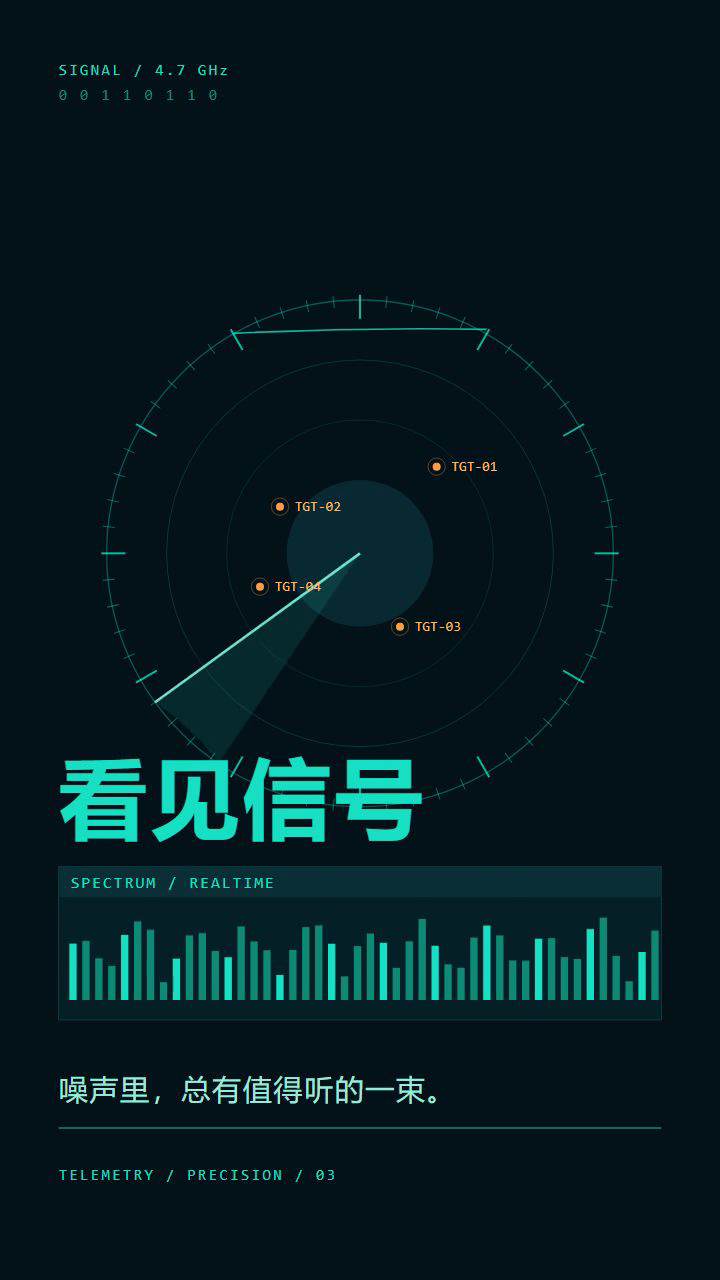 SIGNAL / 4.7 GHz
0 0 1 1 0 1 1 0
TGT-01
TGT-02
TGT-04
TGT-03
看见信号
SPECTRUM / REALTIME
噪声里，总有值得听的一束。
TELEMETRY / PRECISION / 03